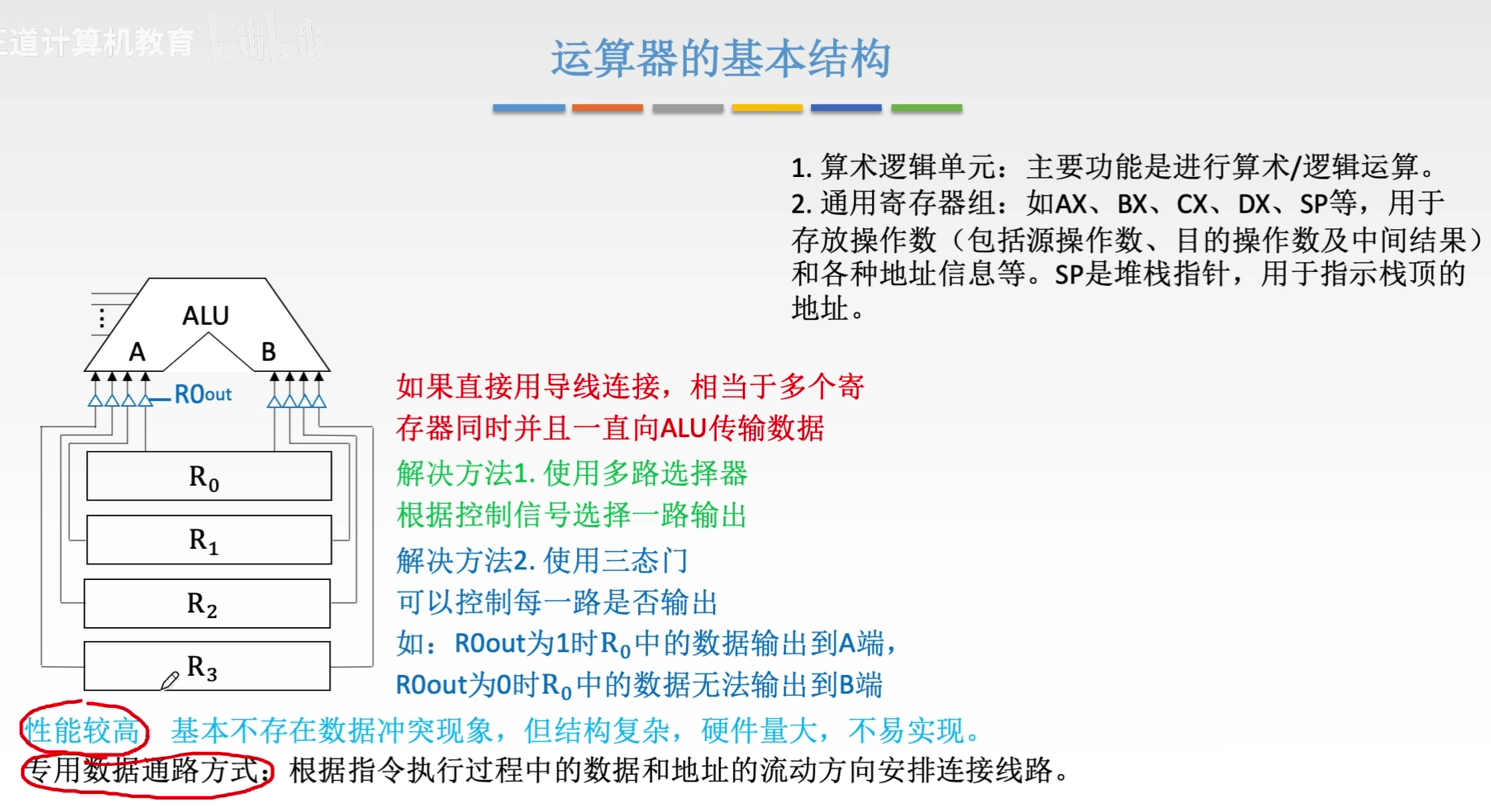 道计算机教育
bilibili
运算器的基本结构
1. 算术逻辑单元：主要功能是进行算术/逻辑运算。
2. 通用寄存器组：如AX、BX、CX、DX、SP等，用于
存放操作数（包括源操作数、目的操作数及中间结果）
和各种地址信息等。SP是堆栈指针，用于指示栈顶的
地址。
ALU
A
B
R0out
R0
R1
R2
R3
如果直接用导线连接，相当于多个寄
存器同时并且一直向ALU传输数据
解决方法1. 使用多路选择器
根据控制信号选择一路输出
解决方法2. 使用三态门
可以控制每一路是否输出
如：R0out为1时R0中的数据输出到A端，
R0out为0时R0中的数据无法输出到B端
性能较高，基本不存在数据冲突现象，但结构复杂，硬件量大，不易实现。
专用数据通路方式：根据指令执行过程中的数据和地址的流动方向安排连接线路。